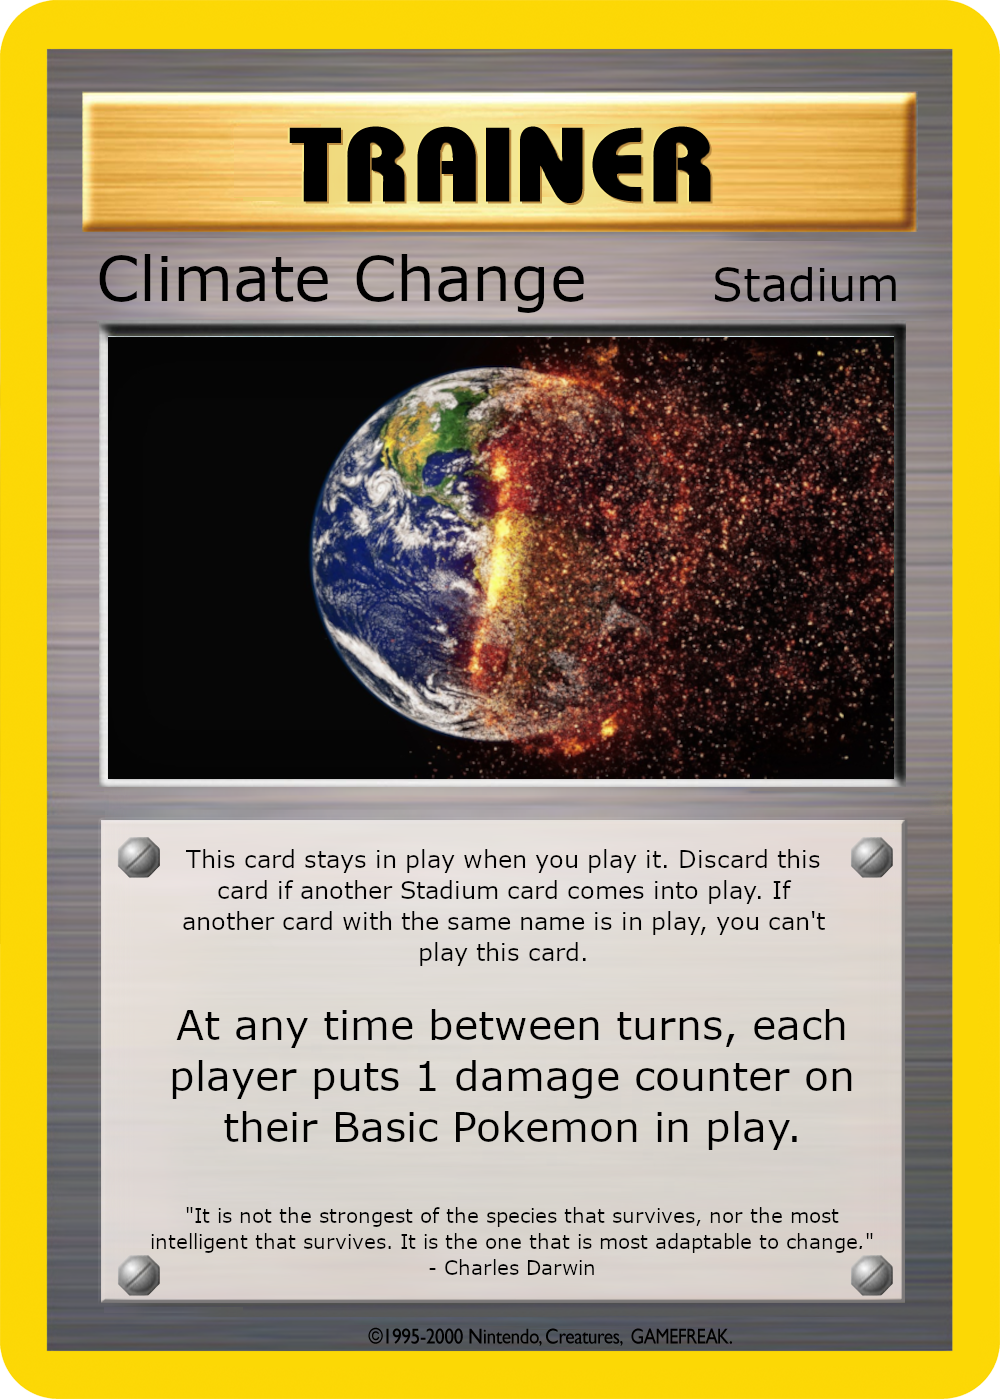 TRAINER
Climate Change Stadium
This card stays in play when you play it. Discard this
card if another Stadium card comes into play. If
another card with the same name is in play, you can't
play this card.
At any time between turns, each
player puts 1 damage counter on
their Basic Pokemon in play.
"It is not the strongest of the species that survives, nor the most
intelligent that survives. It is the one that is most adaptable to change."
- Charles Darwin
©1995-2000 Nintendo, Creatures, GAMEFREAK.